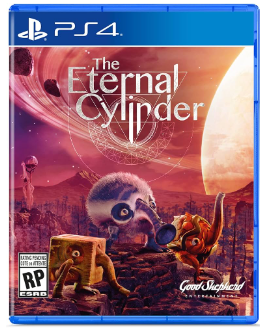 PS4
The
Eternal
Cylinder
RATING PENDING
RP
ESRB
Good Shepherd
ENTERTAINMENT